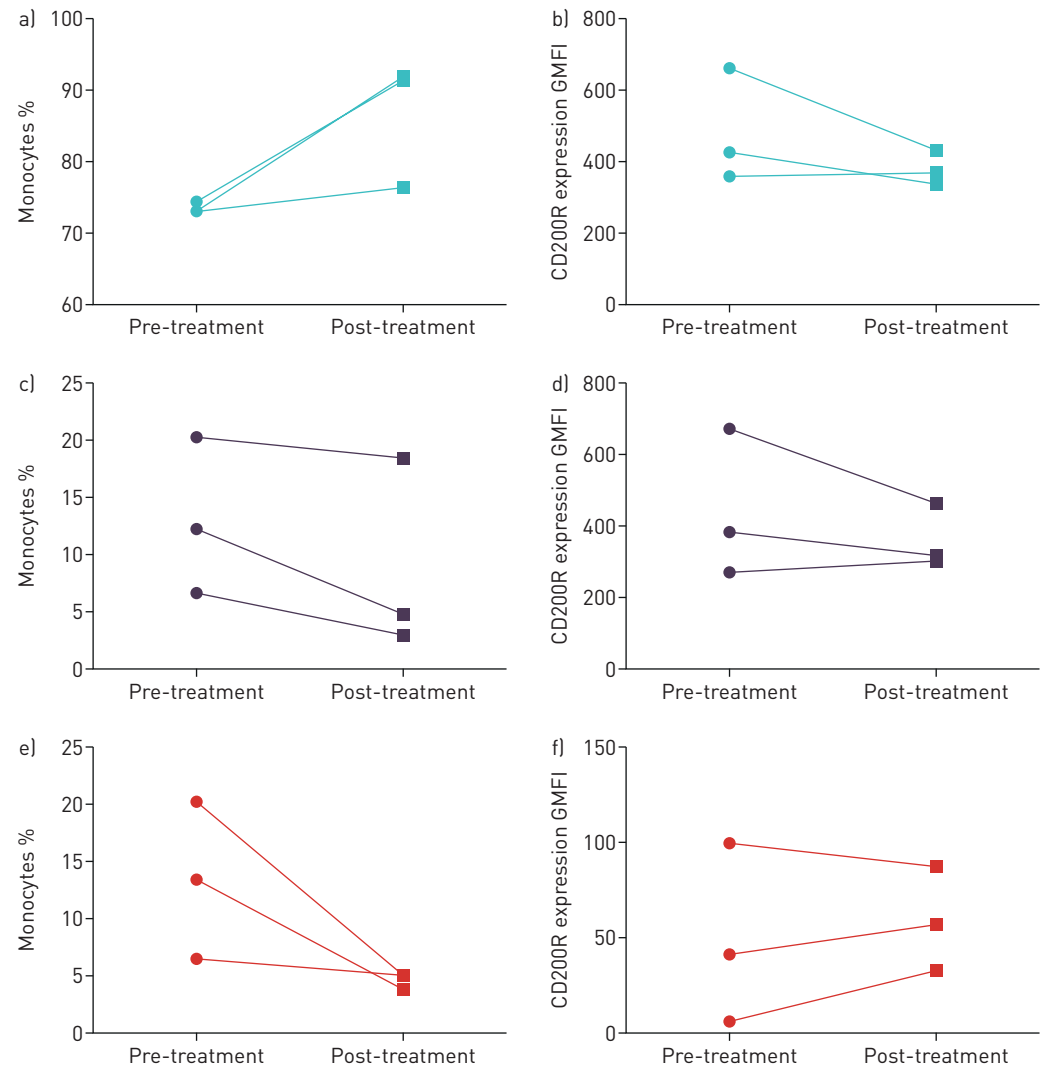 a)
Monocytes %
100
90
80
70
60
Pre-treatment
Post-treatment
b)
CD200R expression GMFI
800
600
400
200
0
Pre-treatment
Post-treatment
c)
Monocytes %
25
20
15
10
5
0
Pre-treatment
Post-treatment
d)
CD200R expression GMFI
800
600
400
200
0
Pre-treatment
Post-treatment
e)
Monocytes %
25
20
15
10
5
0
Pre-treatment
Post-treatment
f)
CD200R expression GMFI
150
100
50
0
Pre-treatment
Post-treatment